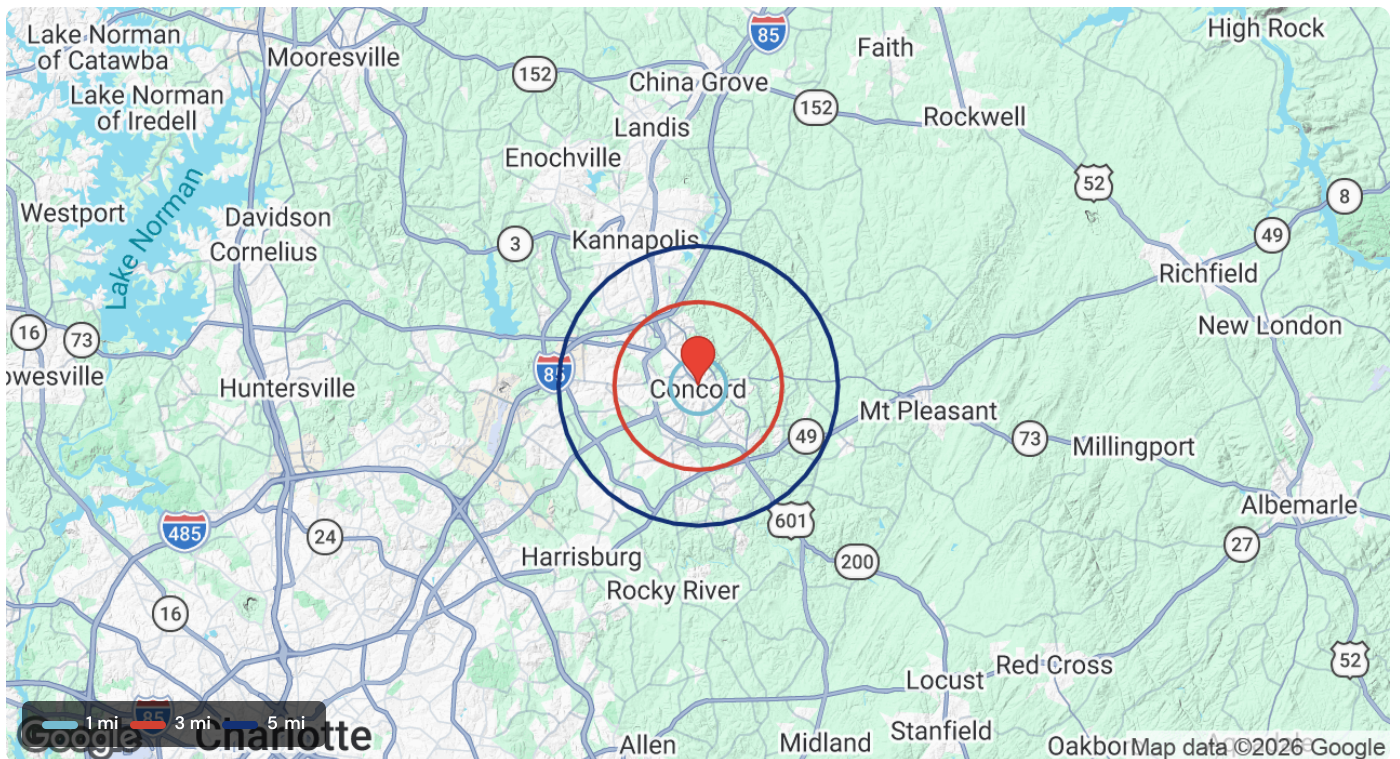 85
Lake Norman
of Catawba
Mooresville
Faith
High Rock
152
China Grove
Lake Norman
of Iredell
152
Landis
Rockwell
Enochville
52
8
Westport
Lake Norman
Davidson
Cornelius
3
Kannapolis
49
Richfield
16
73
New London
owesville
Huntersville
85
Concord
Mt Pleasant
49
73
Millingport
Albemarle
485
24
601
27
Harrisburg
200
Rocky River
16
Red Cross
52
Locust
85
1 mi
3 mi
5 mi
Google
Charlotte
Stanfield
Allen
Midland
Oakboro
Map data ©2026 Google